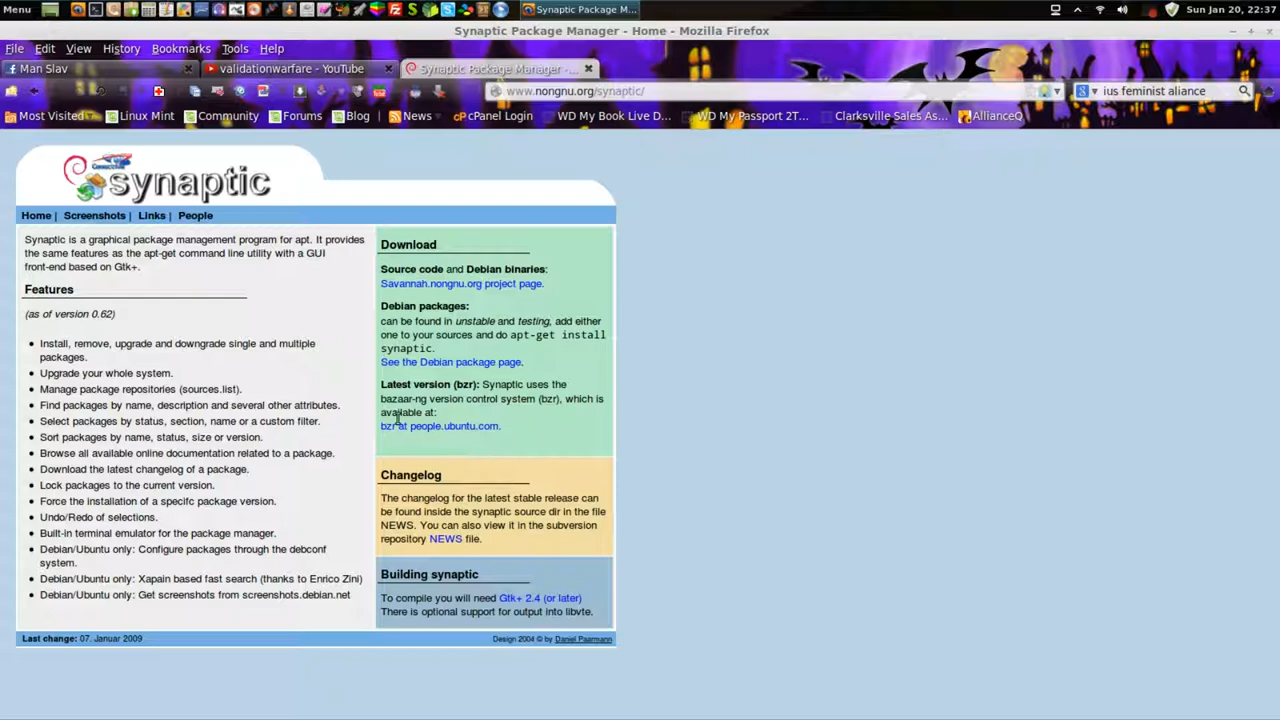 Menu
Synaptic Package M...
Sun Jan 20, 22:37
Synaptic Package Manager - Home - Mozilla Firefox
File Edit View History Bookmarks Tools Help
Man Slav
validationwarfare - YouTube
Synaptic Package Manager -...
www.nongnu.org/synaptic/
ius feminist aliance
Most Visited Linux Mint Community Forums Blog News cPanel Login WD My Book Live D... WD My Passport 2T... Clarksville Sales As... AllianceQ
synaptic
Home | Screenshots | Links | People
Synaptic is a graphical package management program for apt. It provides
the same features as the apt-get command line utility with a GUI
front-end based on Gtk+.
Features
(as of version 0.62)
Install, remove, upgrade and downgrade single and multiple
packages.
Upgrade your whole system.
Manage package repositories (sources.list).
Find packages by name, description and several other attributes.
Select packages by status, section, name or a custom filter.
Sort packages by name, status, size or version.
Browse all available online documentation related to a package.
Download the latest changelog of a package.
Lock packages to the current version.
Force the installation of a specifc package version.
Undo/Redo of selections.
Built-in terminal emulator for the package manager.
Debian/Ubuntu only: Configure packages through the debconf
system.
Debian/Ubuntu only: Xapain based fast search (thanks to Enrico Zini)
Debian/Ubuntu only: Get screenshots from screenshots.debian.net
Download
Source code and Debian binaries:
Savannah.nongnu.org project page.
Debian packages:
can be found in unstable and testing, add either
one to your sources and do apt-get install
synaptic.
See the Debian package page.
Latest version (bzr): Synaptic uses the
bazaar-ng version control system (bzr), which is
available at:
bzr at people.ubuntu.com.
Changelog
The changelog for the latest stable release can
be found inside the synaptic source dir in the file
NEWS. You can also view it in the subversion
repository NEWS file.
Building synaptic
To compile you will need Gtk+ 2.4 (or later)
There is optional support for output into libvte.
Last change: 07. Januar 2009
Design 2004 © by Daniel Paarmann